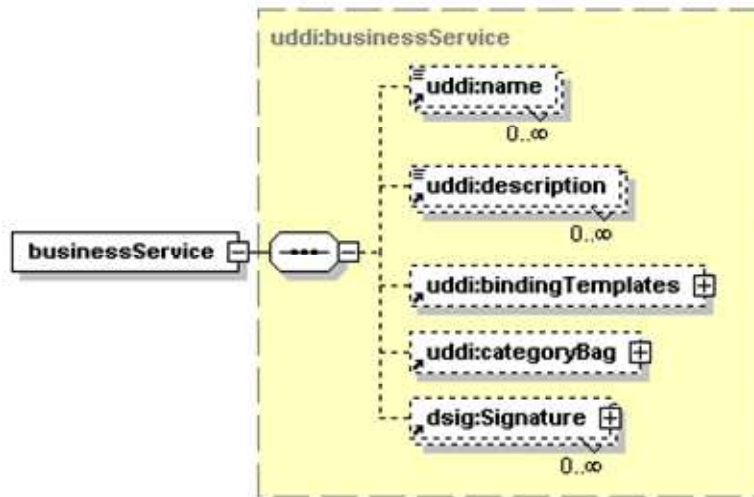 uddi:businessService
uddi:name
0..∞
uddi:description
0..∞
businessService
uddi:bindingTemplates
uddi:categoryBag
dsig:Signature
0..∞